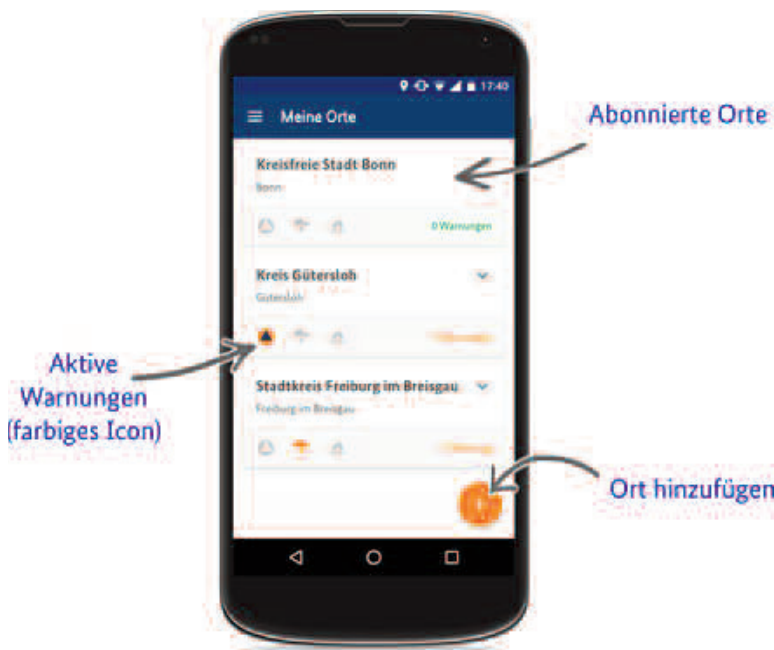 17:40
Meine Orte
Abonnierte Orte
Kreisfreie Stadt Bonn
Bonn
0 Warnungen
Kreis Gütersloh
Gütersloh
Aktive
Warnungen
(farbiges Icon)
Stadtkreis Freiburg im Breisgau
Freiburg im Breisgau
Ort hinzufügen